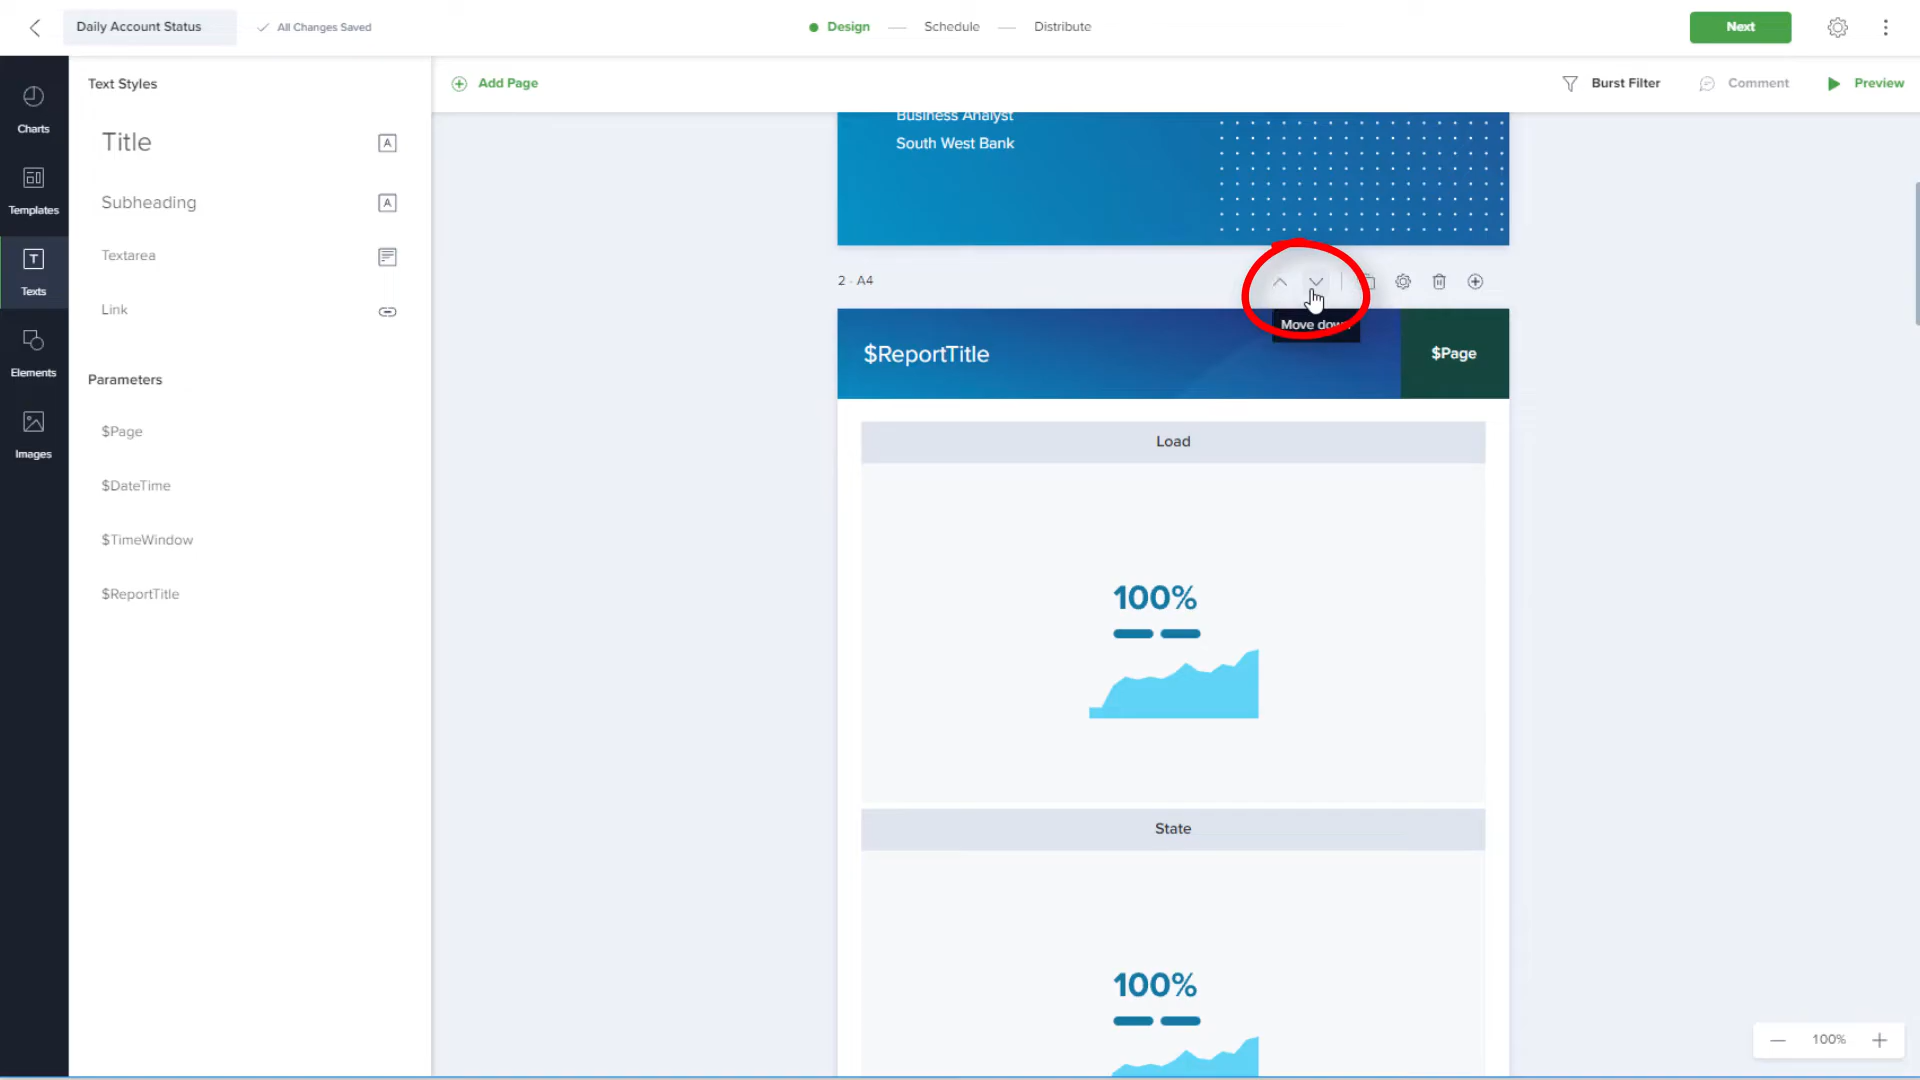 Daily Account Status
All Changes Saved
Design
Schedule
Distribute
Next
Charts
Templates
Texts
Elements
Images
Text Styles
Title
A
Subheading
A
Textarea
Link
Parameters
$Page
$DateTime
$TimeWindow
$ReportTitle
Add Page
Burst Filter
Comment
Preview
Business Analyst
South West Bank
2 - A4
Move down
$ReportTitle
$Page
Load
100%
State
100%
100%